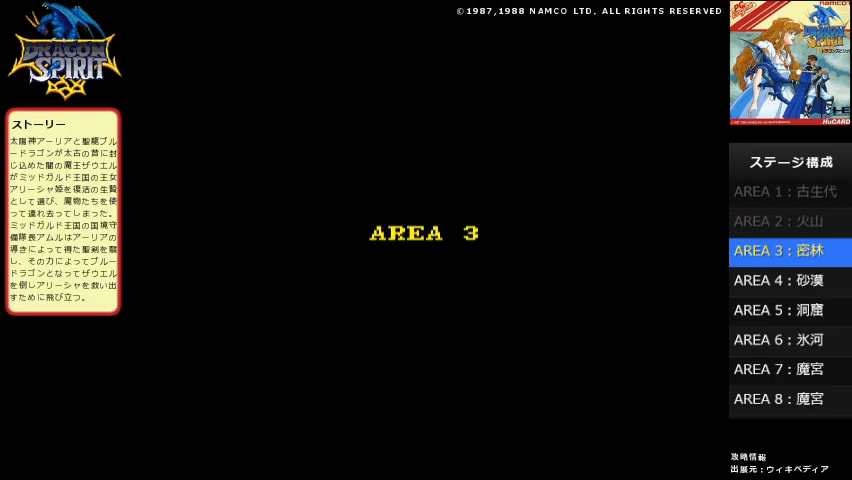 ©1987,1988 NAMCO LTD. ALL RIGHTS RESERVED
DRAGON
SPIRIT
ストーリー
太陽神アーリアと聖龍ブル
ードラゴンが太古の昔に封
じ込めた闇の魔王ザウエル
がミッドガルド王国の王女
アリーシャ姫を復活の生贄
として選び、魔物たちを使
って連れ去ってしまった。
ミッドガルド王国の国境守
備隊長アムルはアーリアの
導きによって得た聖剣を翳
し、その力によってブルー
ドラゴンとなってザウエル
を倒しアリーシャを救い出
すために飛び立つ。
AREA 3
namcot
DRAGON
SPIRIT
HuCARD
ステージ構成
AREA 1：古生代
AREA 2：火山
AREA 3：密林
AREA 4：砂漠
AREA 5：洞窟
AREA 6：氷河
AREA 7：魔宮
AREA 8：魔宮
攻略情報
出展元：ウィキペディア